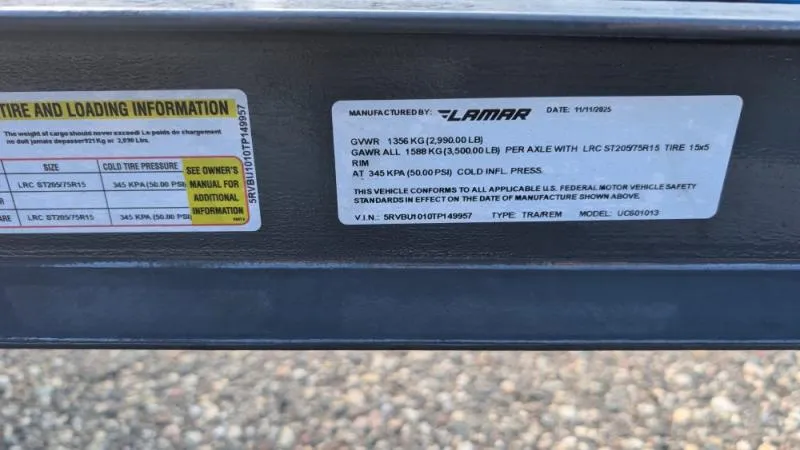 TIRE AND LOADING INFORMATION
The weight of cargo should never exceed/ Le poids de chargement
ne doit jamais depasser921Kg or 2,030 Lbs.
SIZE COLD TIRE PRESSURE
LRC ST205/75R15 345 KPA (50.00 PSI)
LRC ST205/75R15 345 KPA (50.00 PSI)
SEE OWNER'S
MANUAL FOR
ADDITIONAL
INFORMATION
5RVBU1010TP149957
MANUFACTURED BY: LAMAR DATE: 11/11/2025
GVWR 1356 KG (2,990.00 LB)
GAWR ALL 1588 KG (3,500.00 LB) PER AXLE WITH LRC ST205/75R15 TIRE 15x5
RIM
AT 345 KPA (50.00 PSI) COLD INFL. PRESS.
THIS VEHICLE CONFORMS TO ALL APPLICABLE U.S. FEDERAL MOTOR VEHICLE SAFETY
STANDARDS IN EFFECT ON THE DATE OF MANUFACTURE SHOWN ABOVE.
V.I.N.: 5RVBU1010TP149957 TYPE: TRA/REM MODEL: UC601013